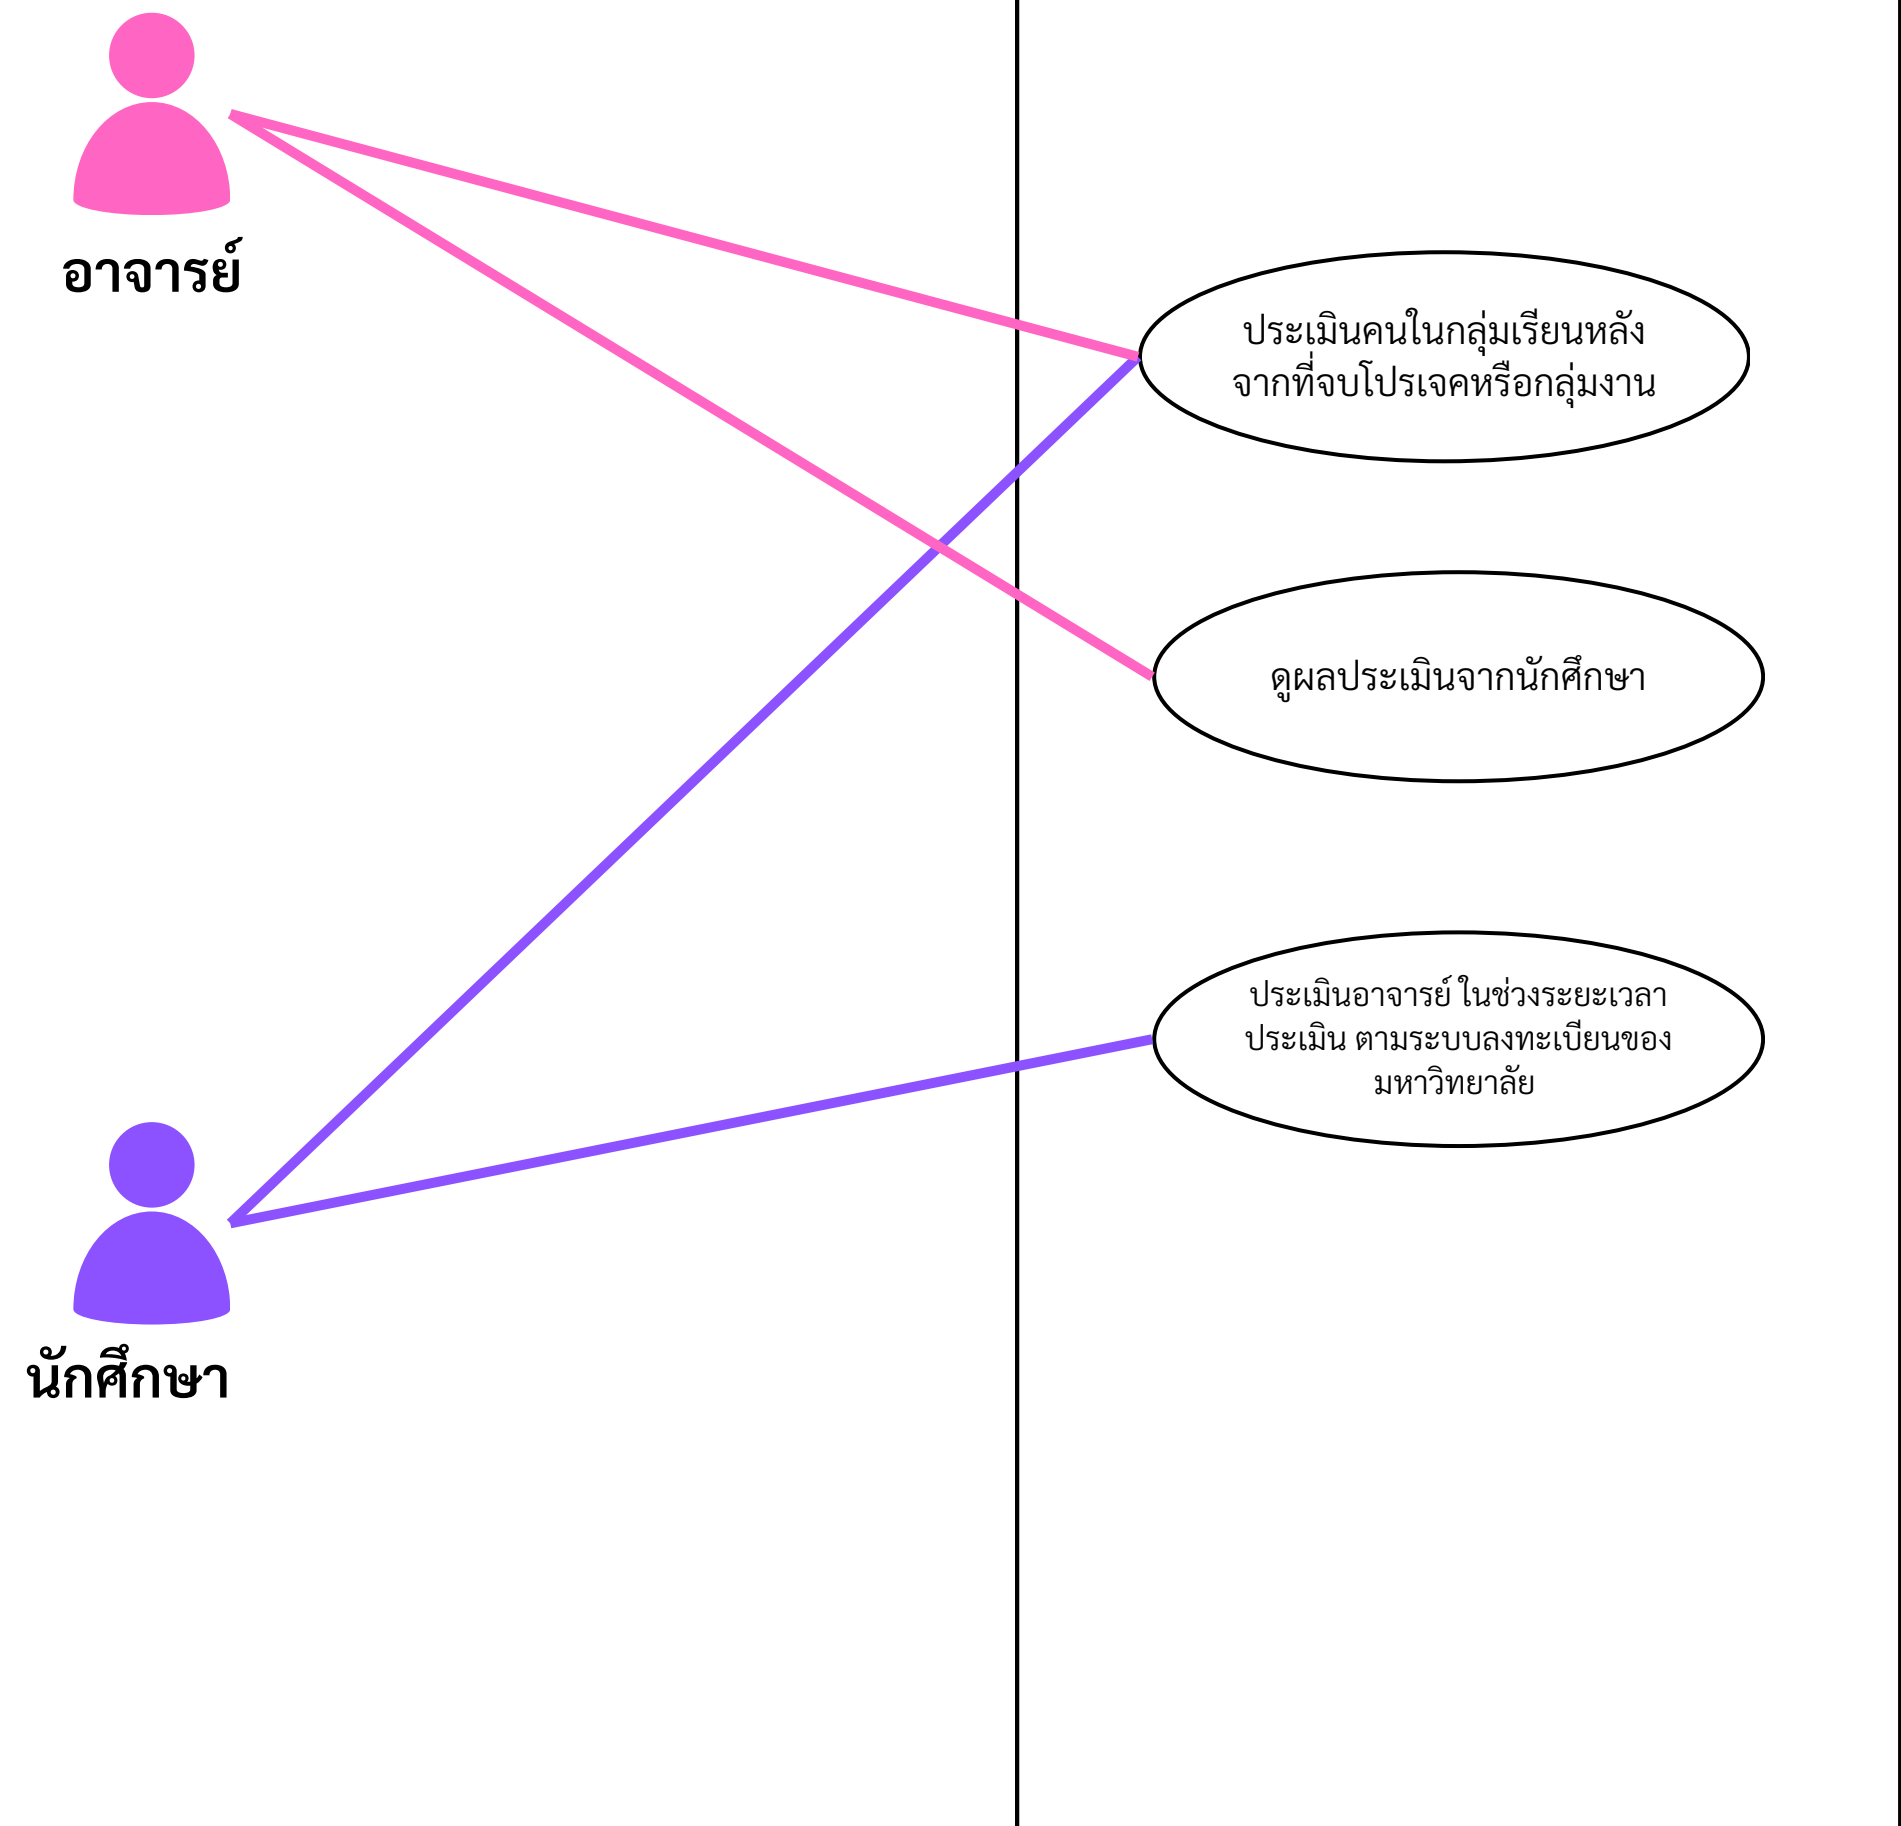 อาจารย์
ประเมินคนในกลุ่มเรียนหลัง
จากที่จบโปรเจคหรือกลุ่มงาน
ดูผลประเมินจากนักศึกษา
ประเมินอาจารย์ ในช่วงระยะเวลา
ประเมิน ตามระบบลงทะเบียนของ
มหาวิทยาลัย
นักศึกษา